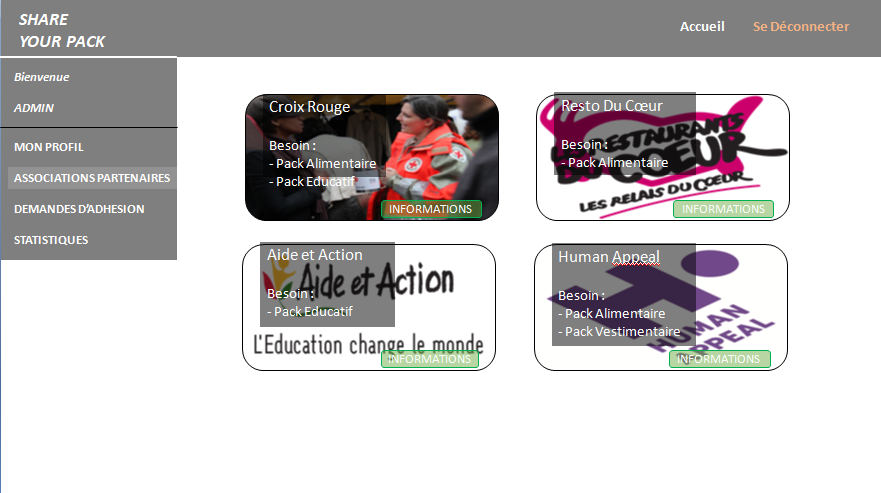 SHARE
YOUR PACK
Accueil
Se Déconnecter
Bienvenue
ADMIN
MON PROFIL
ASSOCIATIONS PARTENAIRES
DEMANDES D'ADHESION
STATISTIQUES
Croix Rouge
Besoin :
- Pack Alimentaire
- Pack Educatif
INFORMATIONS
Resto Du Cœur
Besoin :
- Pack Alimentaire
LES RESTAURANTS
DU CŒUR
LES RELAIS DU CŒUR
INFORMATIONS
Aide et Action
Besoin :
- Pack Educatif
Aide et Action
L'Education change le monde
INFORMATIONS
Human Appeal
Besoin :
- Pack Alimentaire
- Pack Vestimentaire
HUMAN
APPEAL
INFORMATIONS